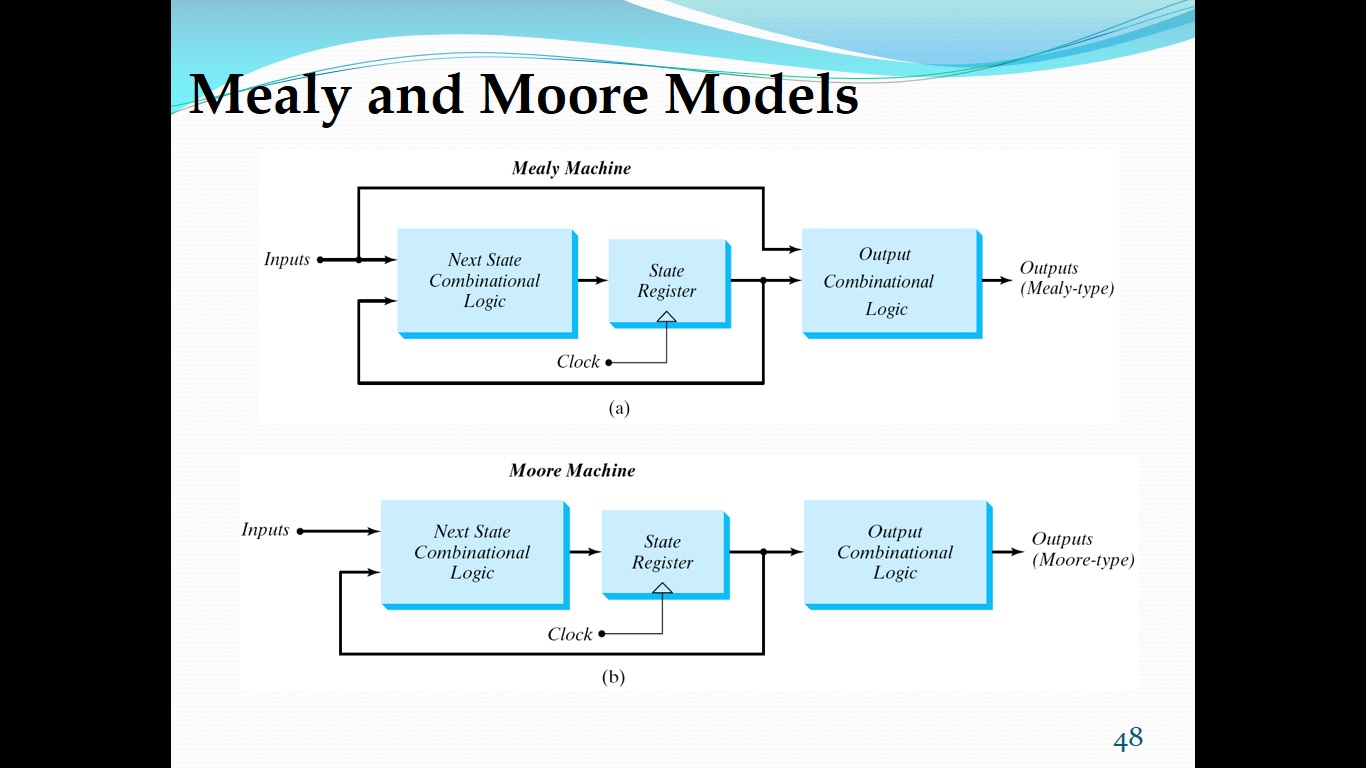 Mealy and Moore Models
Mealy Machine
Inputs
Next State
Combinational
Logic
State
Register
Clock
Output
Combinational
Logic
Outputs
(Mealy-type)
(a)
Moore Machine
Inputs
Next State
Combinational
Logic
State
Register
Clock
Output
Combinational
Logic
Outputs
(Moore-type)
(b)
48